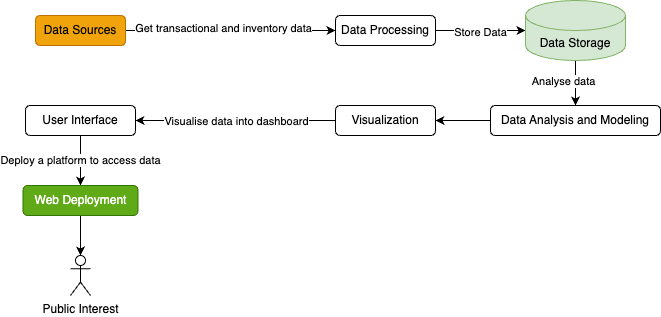 Data Sources
Get transactional and inventory data
Data Processing
Store Data
Data Storage
Analyse data
Data Analysis and Modeling
Visualization
Visualise data into dashboard
User Interface
Deploy a platform to access data
Web Deployment
Public Interest